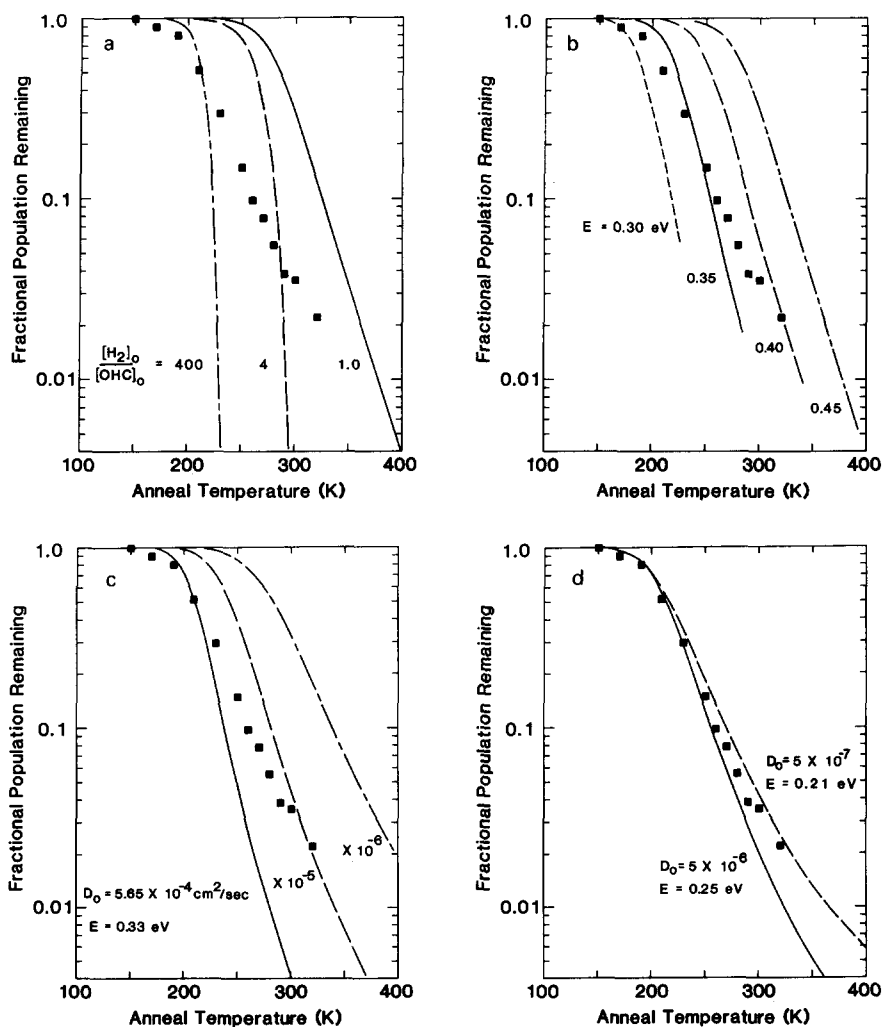 a
Fractional Population Remaining
1.0
0.1
0.01
[H₂]₀
[OHC]₀
= 400
4
1.0
100
200
300
400
Anneal Temperature (K)
b
Fractional Population Remaining
1.0
0.1
0.01
E = 0.30 eV
0.35
0.40
0.45
100
200
300
400
Anneal Temperature (K)
c
Fractional Population Remaining
1.0
0.1
0.01
X 10⁻⁶
X 10⁻⁵
D₀ = 5.65 X 10⁻⁴ cm²/sec
E = 0.33 eV
100
200
300
400
Anneal Temperature (K)
d
Fractional Population Remaining
1.0
0.1
0.01
D₀ = 5 X 10⁻⁷
E = 0.21 eV
D₀ = 5 X 10⁻⁶
E = 0.25 eV
100
200
300
400
Anneal Temperature (K)